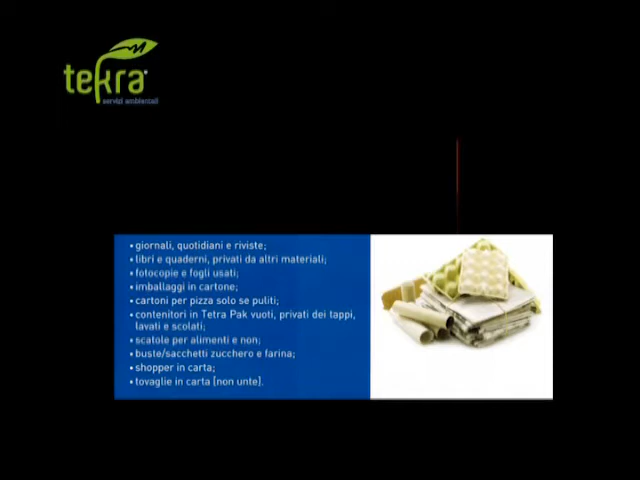 tekra
servizi ambientali
• giornali, quotidiani e riviste;
• libri e quaderni, privati da altri materiali;
• fotocopie e fogli usati;
• imballaggi in cartone;
• cartoni per pizza solo se puliti;
• contenitori in Tetra Pak vuoti, privati dei tappi,
lavati e scolati;
• scatole per alimenti e non;
• buste/sacchetti zucchero e farina;
• shopper in carta;
• tovaglie in carta [non unte].